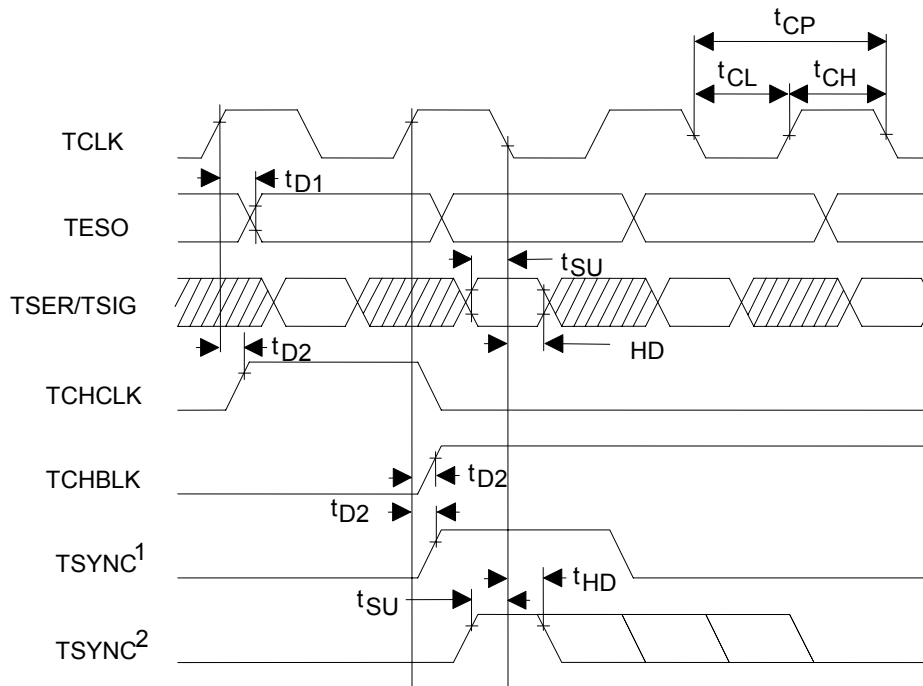 tCP
tCL tCH
TCLK
tD1
TESO
tSU
TSER/TSIG
HD
tD2
TCHCLK
TCHBLK
tD2
tD2
TSYNC1
tHD
tSU
TSYNC2